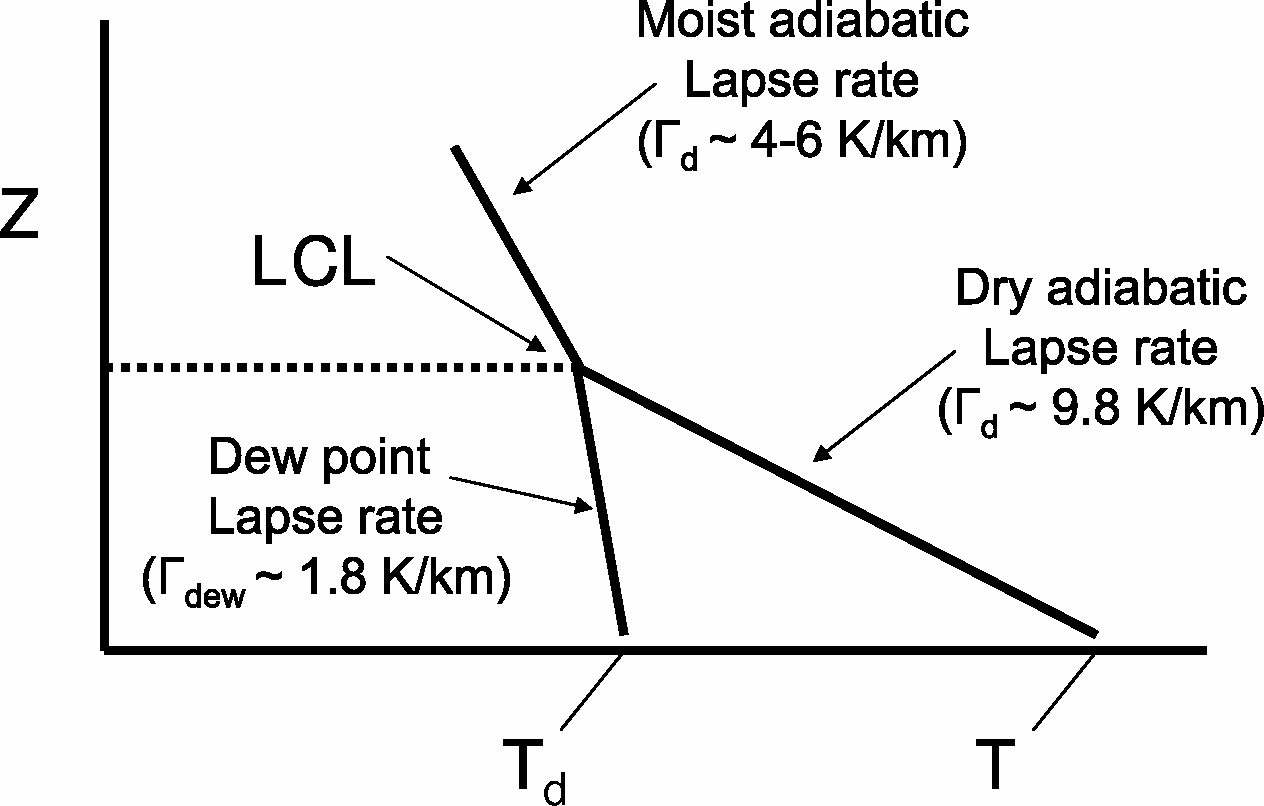 Moist adiabatic
Lapse rate
(Γd ~ 4-6 K/km)
Z
LCL
Dry adiabatic
Lapse rate
(Γd ~ 9.8 K/km)
Dew point
Lapse rate
(Γdew ~ 1.8 K/km)
Td
T